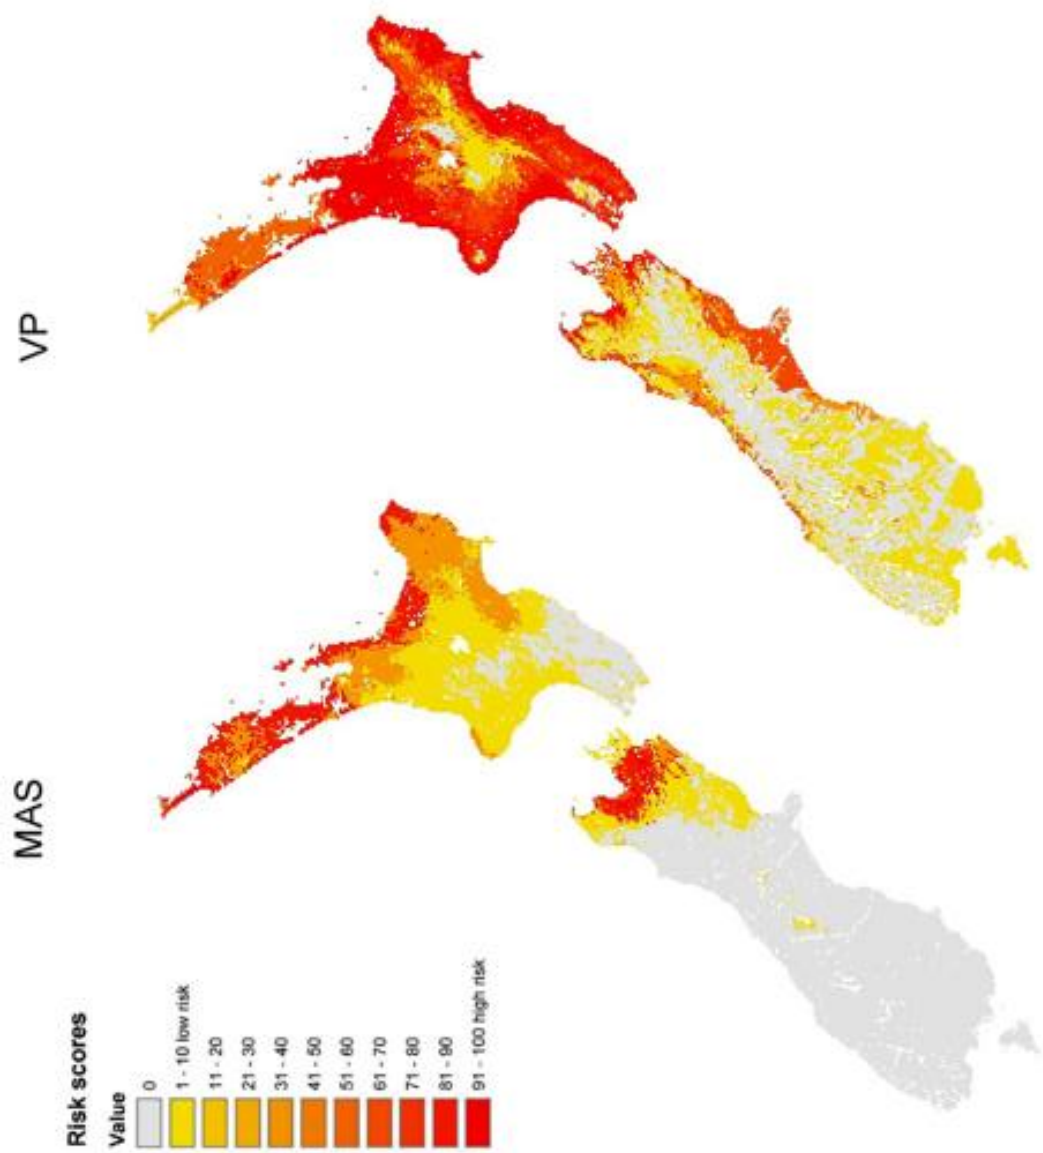 MAS
VP
Risk scores
Value
0
1 - 10 low risk
11 - 20
21 - 30
31 - 40
41 - 50
51 - 60
61 - 70
71 - 80
81 - 90
91 - 100 high risk